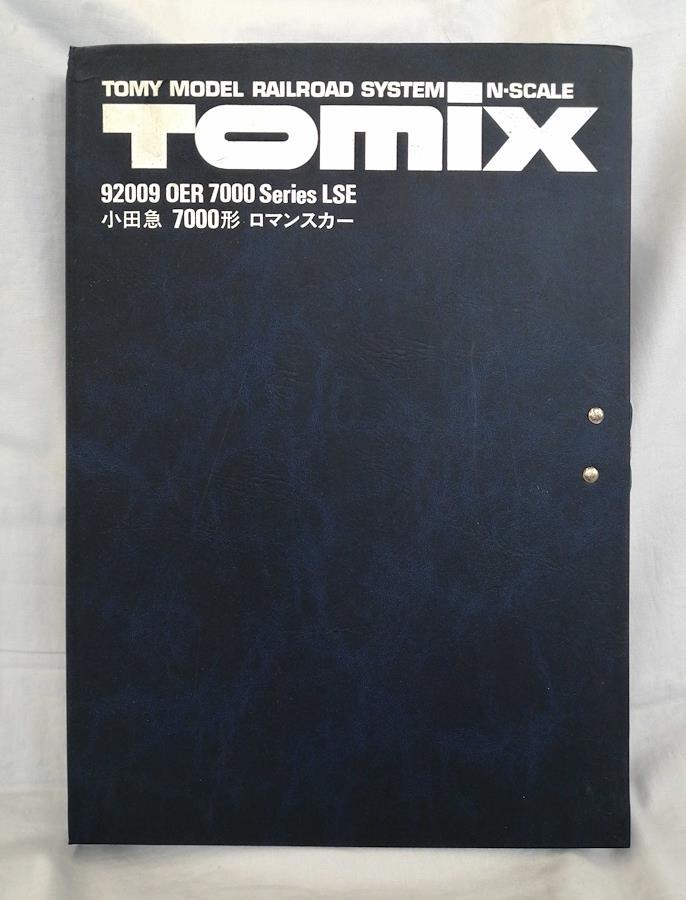 TOMY MODEL RAILROAD SYSTEM N-SCALE
TOMIX
92009 OER 7000 Series LSE
小田急 7000形 ロマンスカー